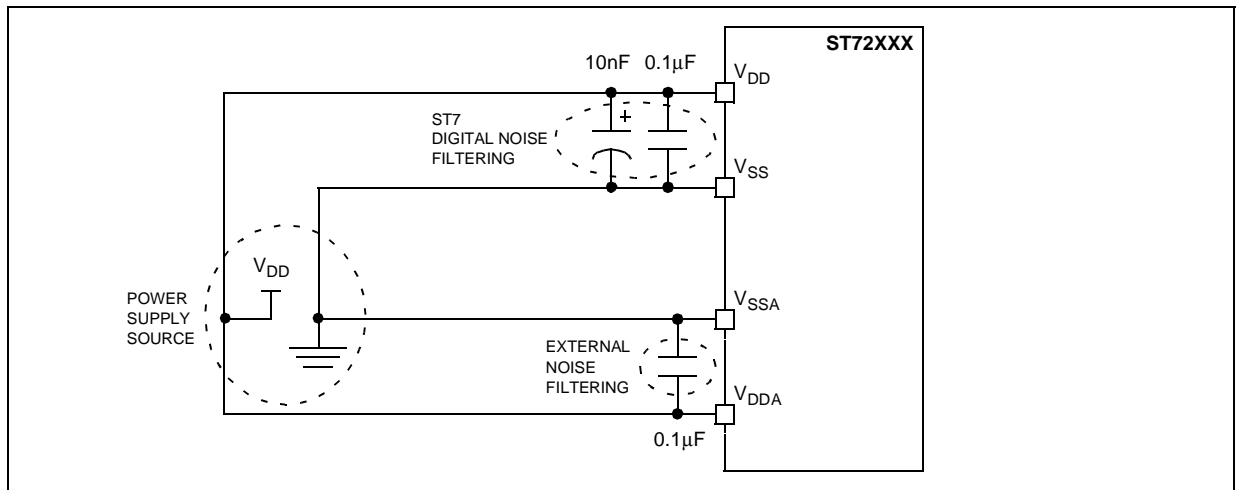 ST72XXX
10nF 0.1μF
VDD
ST7
DIGITAL NOISE
FILTERING
+
VSS
VDD
POWER
SUPPLY
SOURCE
VSSA
EXTERNAL
NOISE
FILTERING
VDDA
0.1μF